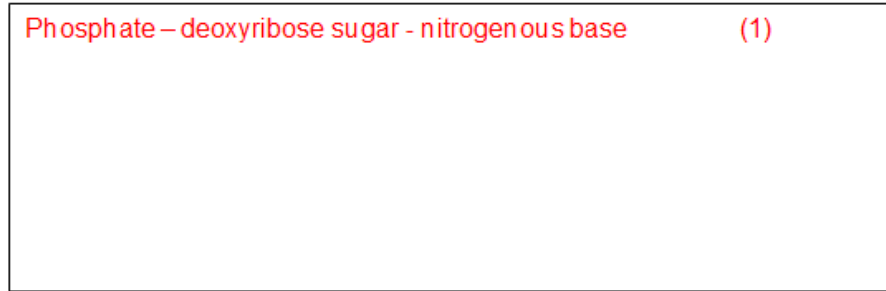 Phosphate – deoxyribose sugar - nitrogenous base (1)